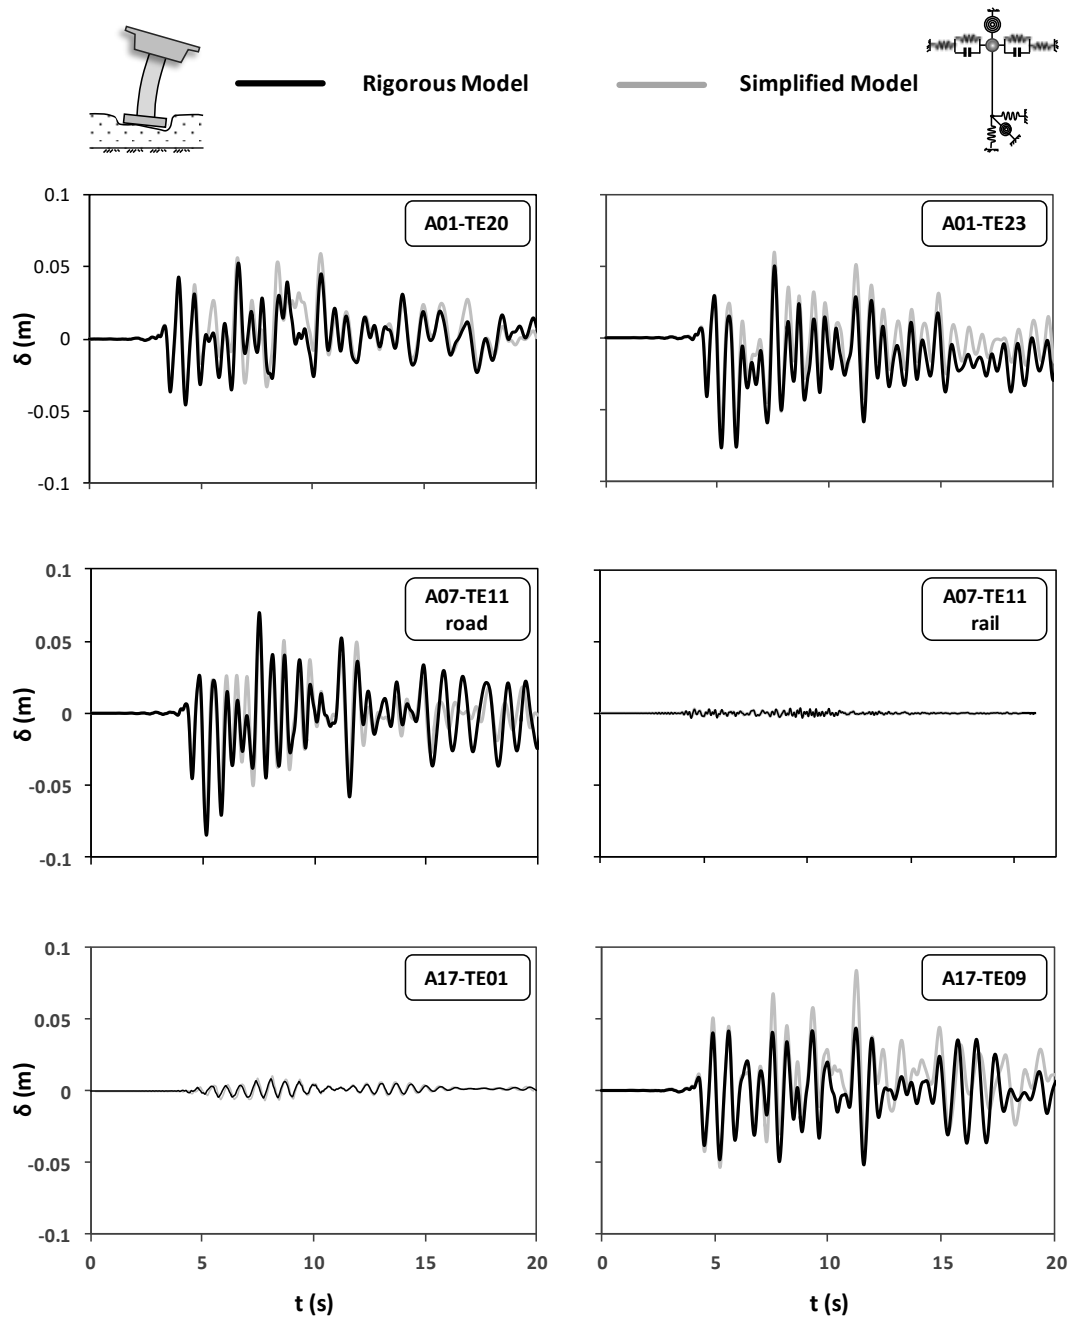 Rigorous Model
Simplified Model
A01-TE20
0.1
0.05
0
-0.05
-0.1
δ (m)
A01-TE23
A07-TE11
road
0.1
0.05
0
-0.05
-0.1
δ (m)
A07-TE11
rail
A17-TE01
0.1
0.05
0
-0.05
-0.1
δ (m)
0 5 10 15 20
t (s)
A17-TE09
0 5 10 15 20
t (s)